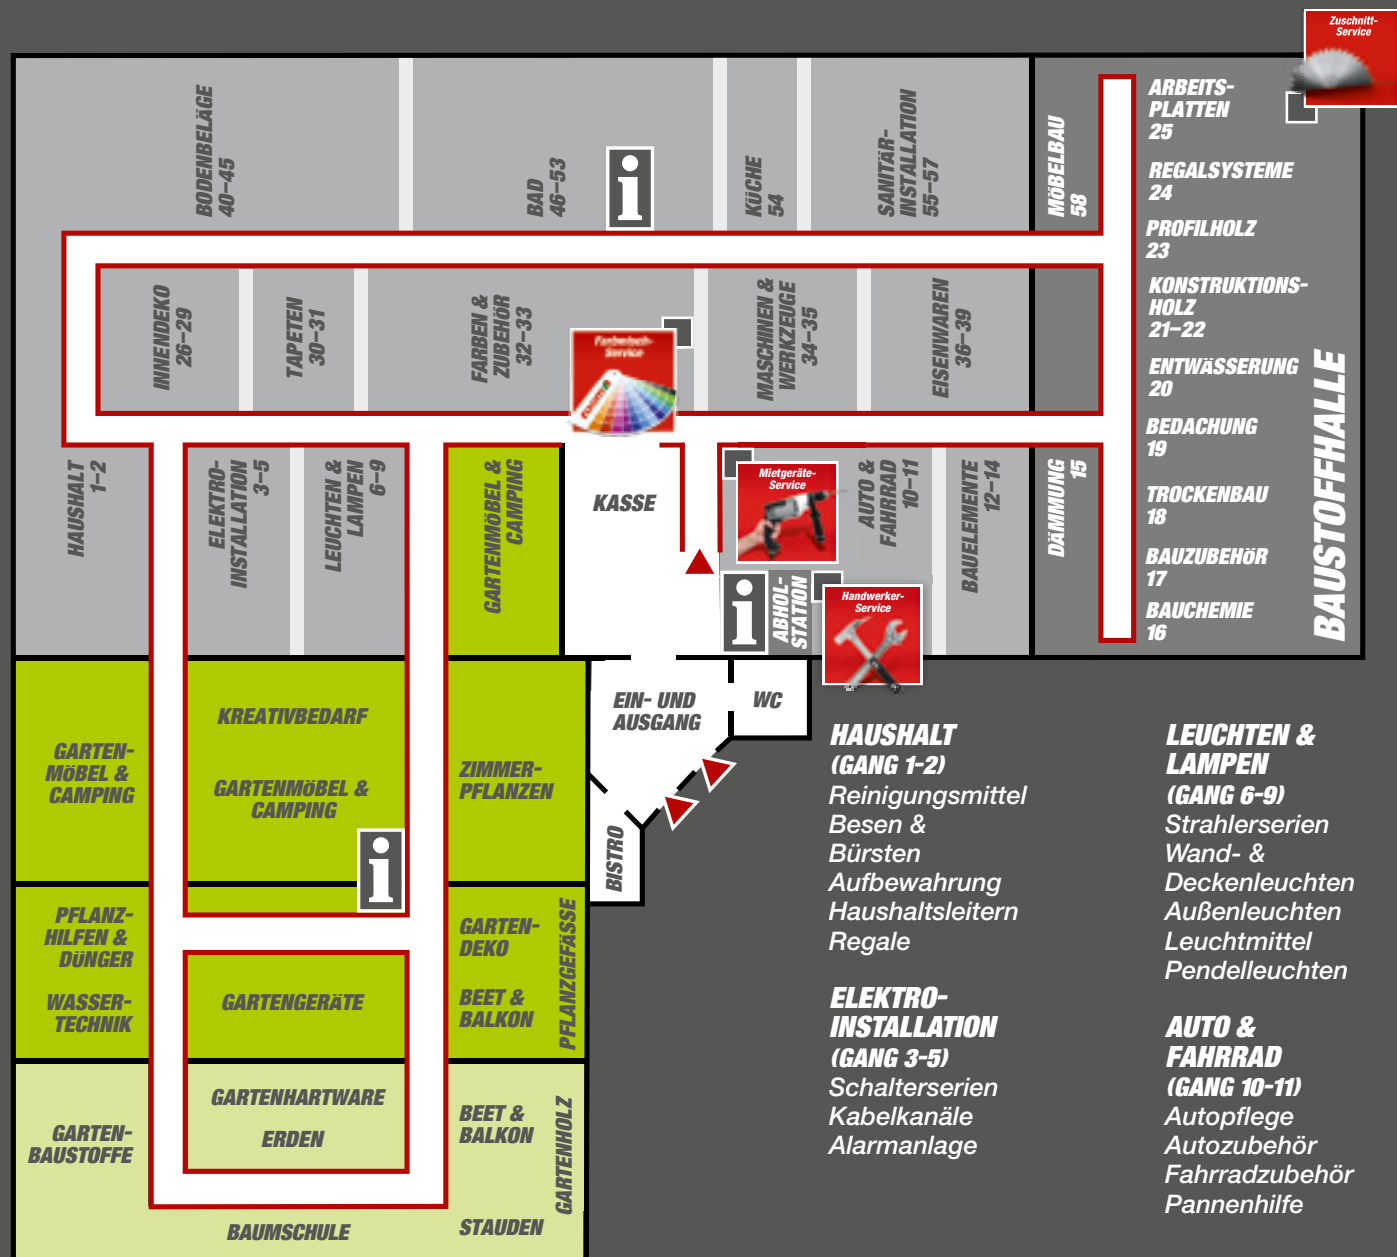 Zuschnitt-
Service
BODENBELÄGE
40–45
BAD
46–53
i
KÜCHE
54
SANITÄR-
INSTALLATION
55–57
MÖBELBAU
58
ARBEITS-
PLATTEN
25
REGALSYSTEME
24
PROFILHOLZ
23
KONSTRUKTIONS-
HOLZ
21–22
ENTWÄSSERUNG
20
BEDACHUNG
19
TROCKENBAU
18
BAUZUBEHÖR
17
BAUCHEMIE
16
BAUSTOFFHALLE
INNENDEKO
26–29
TAPETEN
30–31
FARBEN &
ZUBEHÖR
32–33
Farbmisch-
Service
MASCHINEN &
WERKZEUGE
34–35
EISENWAREN
36–39
HAUSHALT
1–2
ELEKTRO-
INSTALLATION
3–5
LEUCHTEN &
LAMPEN
6–9
GARTENMÖBEL &
CAMPING
KASSE
Mietgeräte-
Service
AUTO &
FAHRRAD
10–11
BAUELEMENTE
12–14
DÄMMUNG
15
i
ABHOL-
STATION
Handwerker-
Service
KREATIVBEDARF
GARTENMÖBEL &
CAMPING
i
GARTEN-
MÖBEL &
CAMPING
ZIMMER-
PFLANZEN
EIN- UND
AUSGANG
WC
BISTRO
PFLANZ-
HILFEN &
DÜNGER
WASSER-
TECHNIK
GARTENGERÄTE
GARTEN-
DEKO
BEET &
BALKON
PFLANZGEFÄSSE
GARTEN-
BAUSTOFFE
GARTENHARTWARE
ERDEN
BEET &
BALKON
GARTENHOLZ
BAUMSCHULE
STAUDEN
HAUSHALT
(GANG 1-2)
Reinigungsmittel
Besen &
Bürsten
Aufbewahrung
Haushaltsleitern
Regale
ELEKTRO-
INSTALLATION
(GANG 3-5)
Schalterserien
Kabelkanäle
Alarmanlage
LEUCHTEN &
LAMPEN
(GANG 6-9)
Strahlerserien
Wand- &
Deckenleuchten
Außenleuchten
Leuchtmittel
Pendelleuchten
AUTO &
FAHRRAD
(GANG 10-11)
Autopflege
Autozubehör
Fahrradzubehör
Pannenhilfe